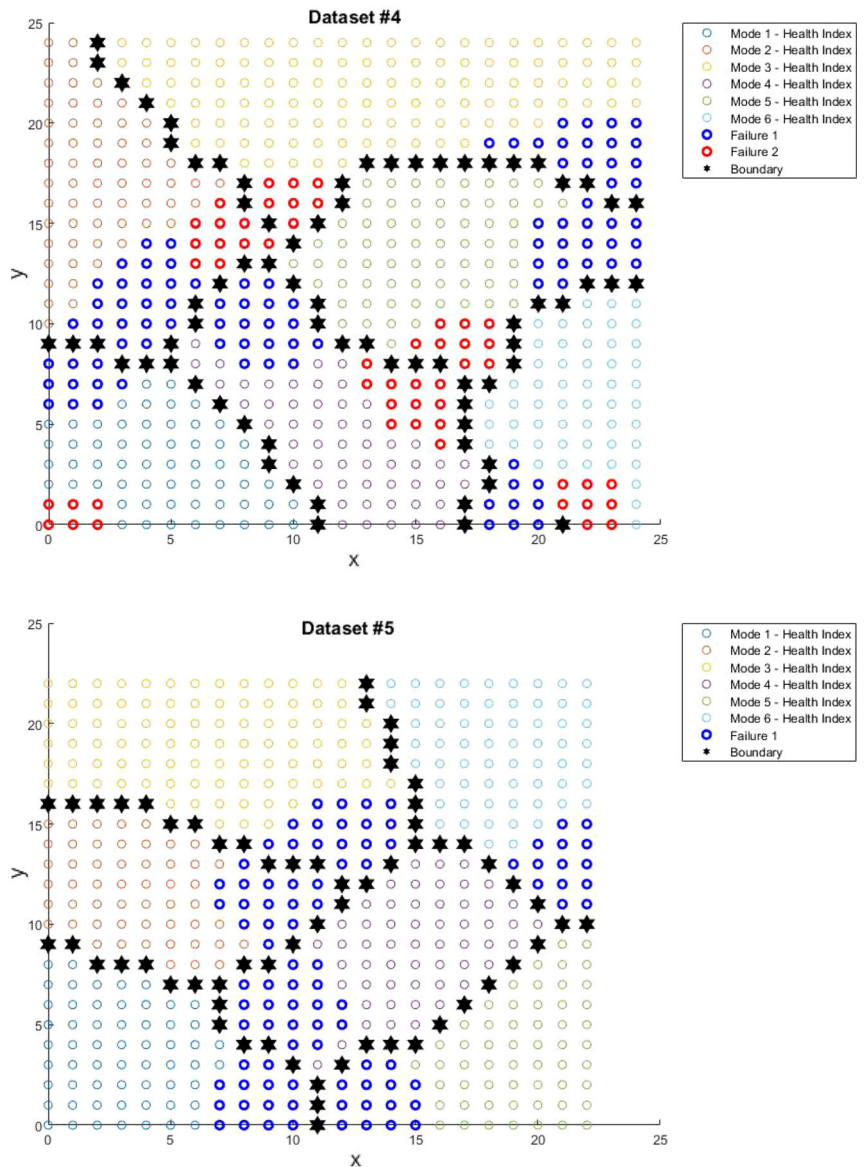 Dataset #4
25
20
15
10
5
0
y
0 5 10 15 20 25
x
Mode 1 - Health Index
Mode 2 - Health Index
Mode 3 - Health Index
Mode 4 - Health Index
Mode 5 - Health Index
Mode 6 - Health Index
Failure 1
Failure 2
Boundary
Dataset #5
25
20
15
10
5
0
y
0 5 10 15 20 25
x
Mode 1 - Health Index
Mode 2 - Health Index
Mode 3 - Health Index
Mode 4 - Health Index
Mode 5 - Health Index
Mode 6 - Health Index
Failure 1
Boundary